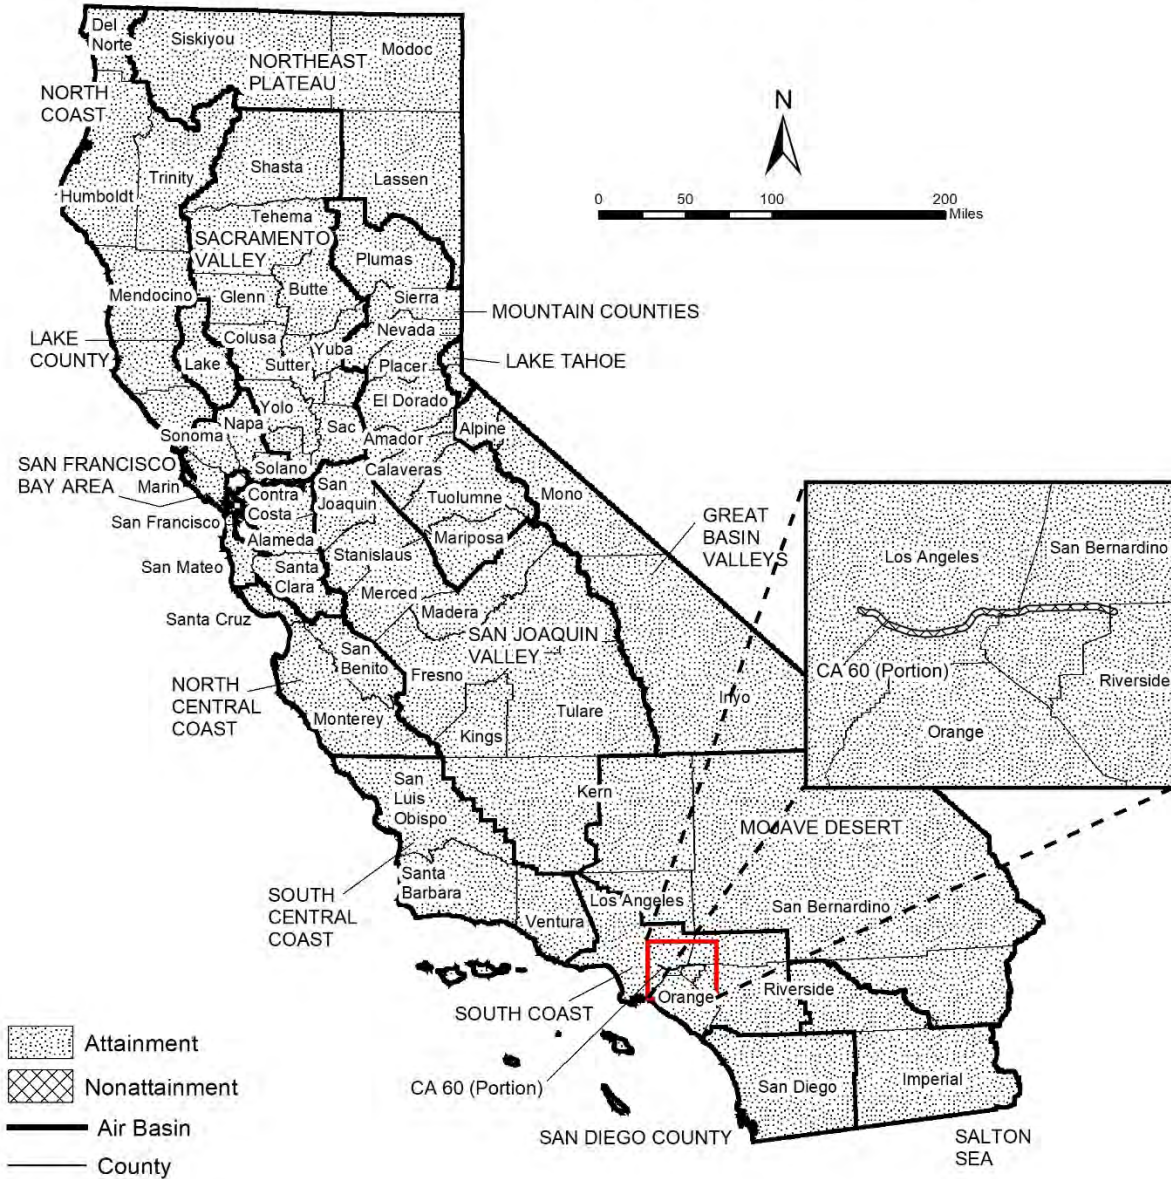 Del
Norte
Siskiyou
Modoc
NORTHEAST
PLATEAU
NORTH
COAST
N
Shasta
Trinity
Lassen
Humboldt
0 50 100 200
Miles
Tehema
SACRAMENTO
VALLEY
Plumas
Butte
Mendocino
Glenn
Sierra
MOUNTAIN COUNTIES
Nevada
LAKE
COUNTY
Colusa
Yuba
Lake
Sutter
Placer
LAKE TAHOE
El Dorado
Yolo
Napa
Sac
Alpine
Sonoma
Amador
SAN FRANCISCO
BAY AREA
Solano
Calaveras
Marin
Contra
Costa
San
Joaquin
Tuolumne
Mono
San Francisco
GREAT
BASIN
VALLEYS
Alameda
Mariposa
Stanislaus
San Mateo
Santa
Clara
Merced
Madera
Santa Cruz
SAN JOAQUIN
VALLEY
San
Benito
Fresno
NORTH
CENTRAL
COAST
Inyo
Monterey
Tulare
Kings
Los Angeles
San Bernardino
CA 60 (Portion)
Riverside
Orange
San
Luis
Obispo
Kern
MOJAVE DESERT
Santa
Barbara
SOUTH
CENTRAL
COAST
Los Angeles
San Bernardino
Ventura
Riverside
Orange
SOUTH COAST
CA 60 (Portion)
San Diego
Imperial
SAN DIEGO COUNTY
SALTON
SEA
Attainment
Nonattainment
Air Basin
County